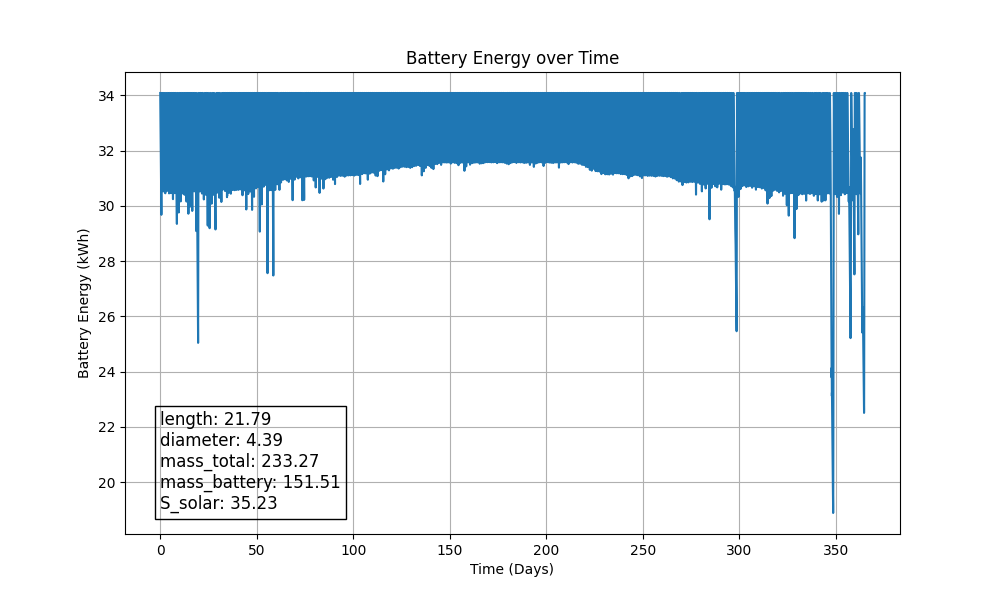 Battery Energy over Time
34
32
30
28
26
24
22
20
Battery Energy (kWh)
length: 21.79
diameter: 4.39
mass_total: 233.27
mass_battery: 151.51
S_solar: 35.23
0 50 100 150 200 250 300 350
Time (Days)